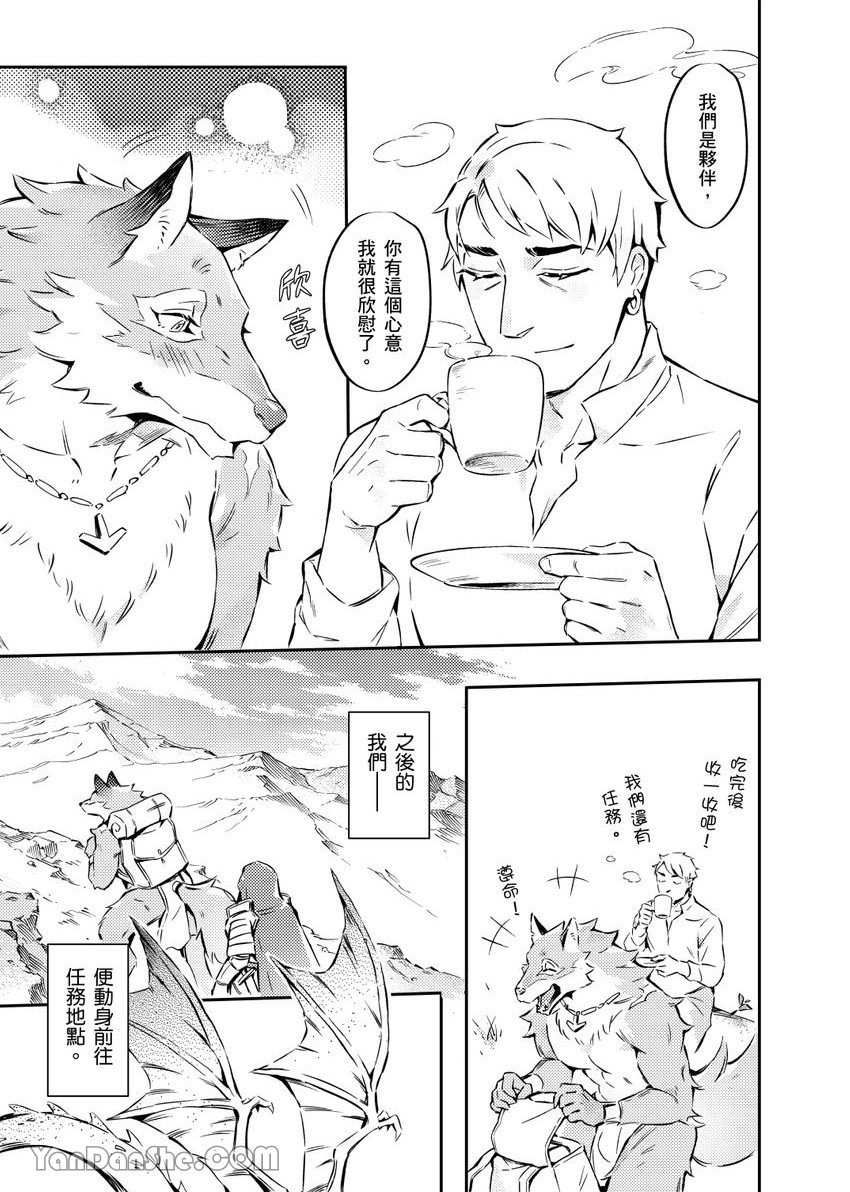 我們是夥伴，
你有這個心意
我就很欣慰了。
欣喜
吃完後
收一收吧！
我們還有
任務。
遵命！
之後的
我們——
便動身前往
任務地點。
YanDanShe.Com